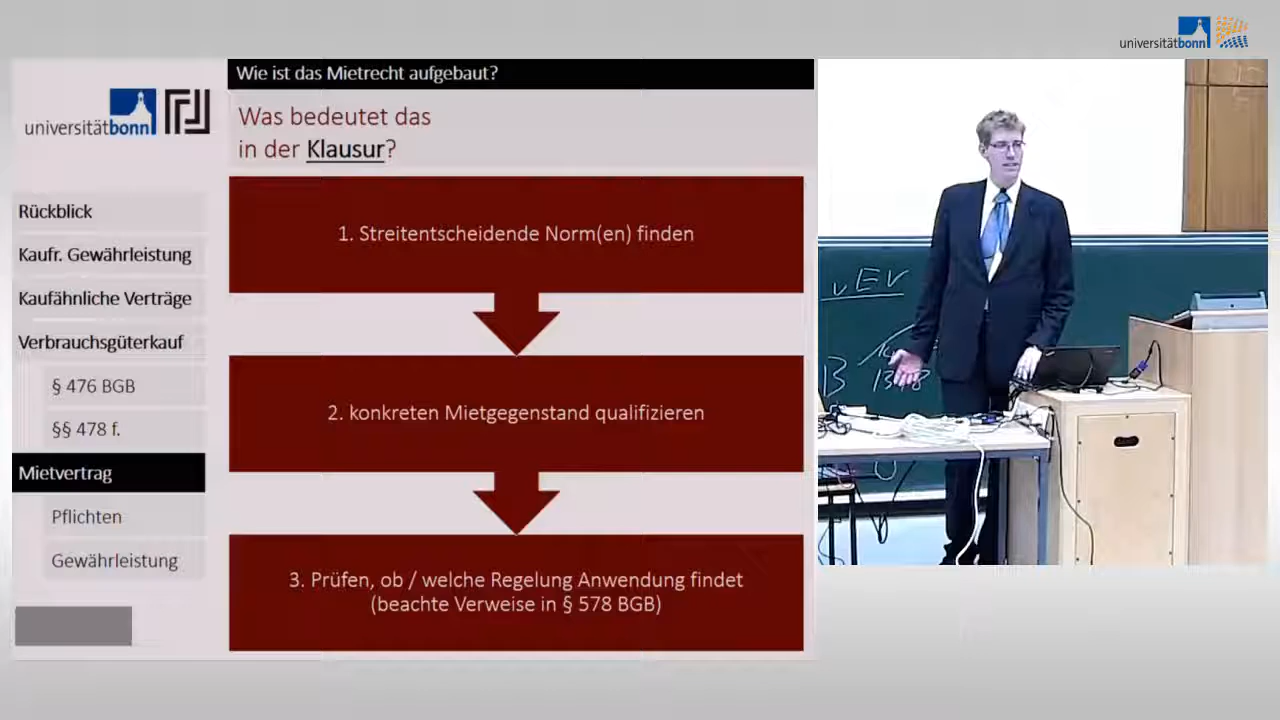 universitätbonn
Wie ist das Mietrecht aufgebaut?
universitätbonn
Was bedeutet das
in der Klausur?
Rückblick
Kaufr. Gewährleistung
Kaufähnliche Verträge
Verbrauchsgüterkauf
§ 476 BGB
§§ 478 f.
Mietvertrag
Pflichten
Gewährleistung
1. Streitentscheidende Norm(en) finden
2. konkreten Mietgegenstand qualifizieren
3. Prüfen, ob / welche Regelung Anwendung findet
(beachte Verweise in § 578 BGB)
vEV